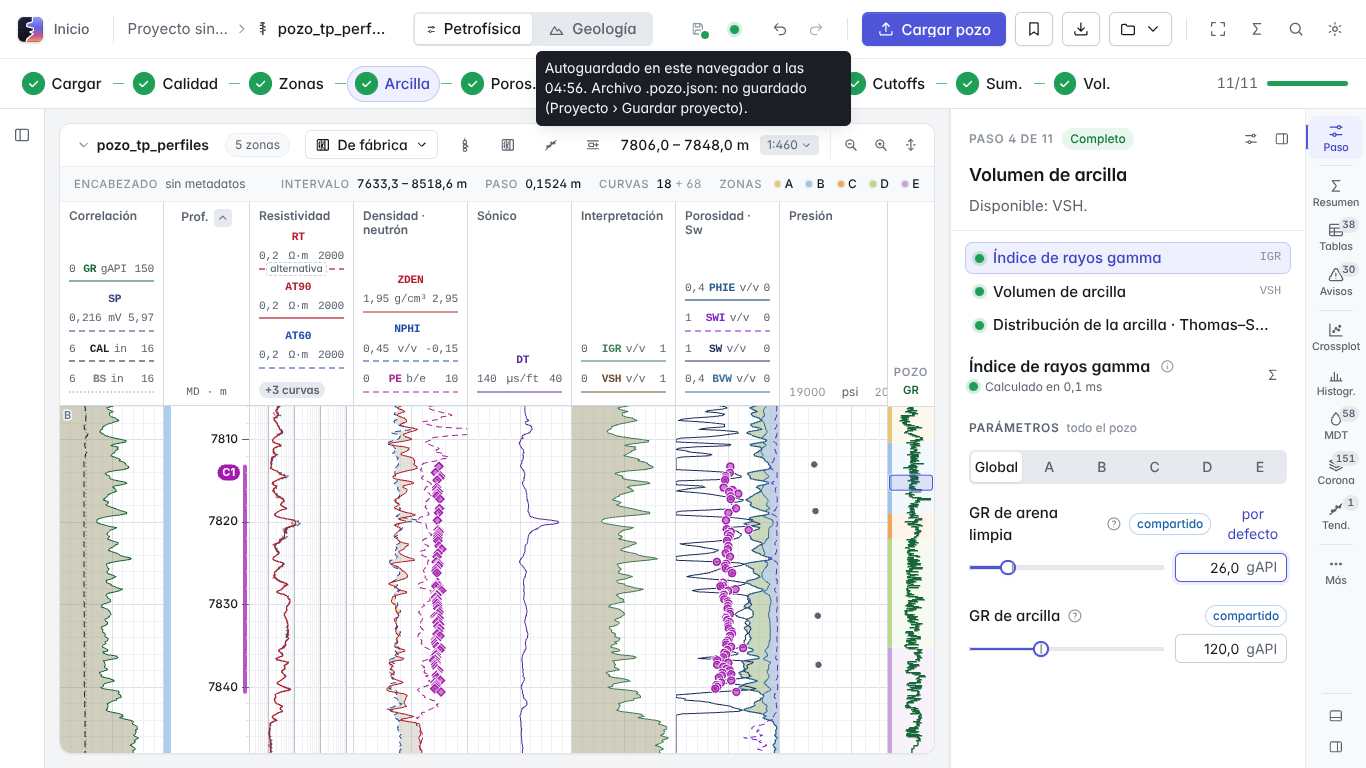 Inicio
Proyecto sin...
pozo_tp_perf...
Petrofísica
Geología
Cargar pozo
Autoguardado en este navegador a las
04:56. Archivo .pozo.json: no guardado
(Proyecto › Guardar proyecto).
Cargar
Calidad
Zonas
Arcilla
Poros.
Cutoffs
Sum.
Vol.
11/11
pozo_tp_perfiles
5 zonas
De fábrica
7806,0 – 7848,0 m
1:460
ENCABEZADO sin metadatos
INTERVALO 7633,3 – 8518,6 m
PASO 0,1524 m
CURVAS 18 + 68
ZONAS A B C D E
Correlación
Prof.
Resistividad
Densidad ·
neutrón
Sónico
Interpretación
Porosidad ·
Sw
Presión
0 GR gAPI 150
SP
0,216 mV 5,97
6 CAL in 16
6 BS in 16
MD · m
RT
0,2 Ω·m 2000
alternativa
AT90
0,2 Ω·m 2000
AT60
0,2 Ω·m 2000
+3 curvas
ZDEN
1,95 g/cm³ 2,95
NPHI
0,45 v/v -0,15
0 PE b/e 10
DT
140 µs/ft 40
0 IGR v/v 1
0 VSH v/v 1
0,4 PHIE v/v 0
1 SWI v/v 0
1 SW v/v 0
0,4 BVW v/v 0
19000 psi 20
POZO
GR
B
7810
C1
7820
7830
7840
PASO 4 DE 11
Completo
Volumen de arcilla
Disponible: VSH.
Índice de rayos gamma IGR
Volumen de arcilla VSH
Distribución de la arcilla · Thomas–S...
Índice de rayos gamma
Calculado en 0,1 ms
Σ
PARÁMETROS todo el pozo
Global A B C D E
GR de arena
limpia
compartido
por
defecto
26,0 gAPI
GR de arcilla
compartido
120,0 gAPI
Paso
Resumen
38
Tablas
30
Avisos
Crossplot
Histogr.
58
MDT
151
Corona
1
Tend.
Más